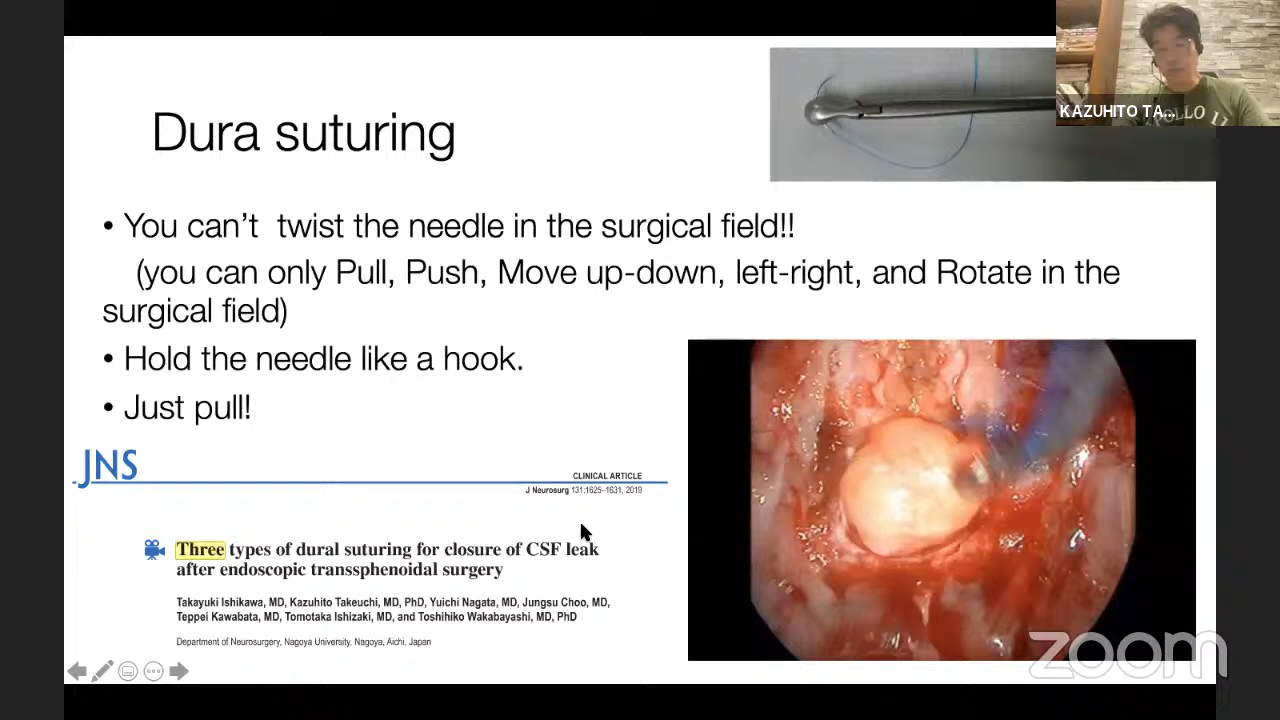 KAZUHITO TA...
APOLLO 11
Dura suturing
• You can't twist the needle in the surgical field!!
(you can only Pull, Push, Move up-down, left-right, and Rotate in the
surgical field)
• Hold the needle like a hook.
• Just pull!
JNS
CLINICAL ARTICLE
J Neurosurg 131:1625–1631, 2019
Three types of dural suturing for closure of CSF leak
after endoscopic transsphenoidal surgery
Takayuki Ishikawa, MD, Kazuhito Takeuchi, MD, PhD, Yuichi Nagata, MD, Jungsu Choo, MD,
Teppei Kawabata, MD, Tomotaka Ishizaki, MD, and Toshihiko Wakabayashi, MD, PhD
Department of Neurosurgery, Nagoya University, Nagoya, Aichi, Japan
zoom